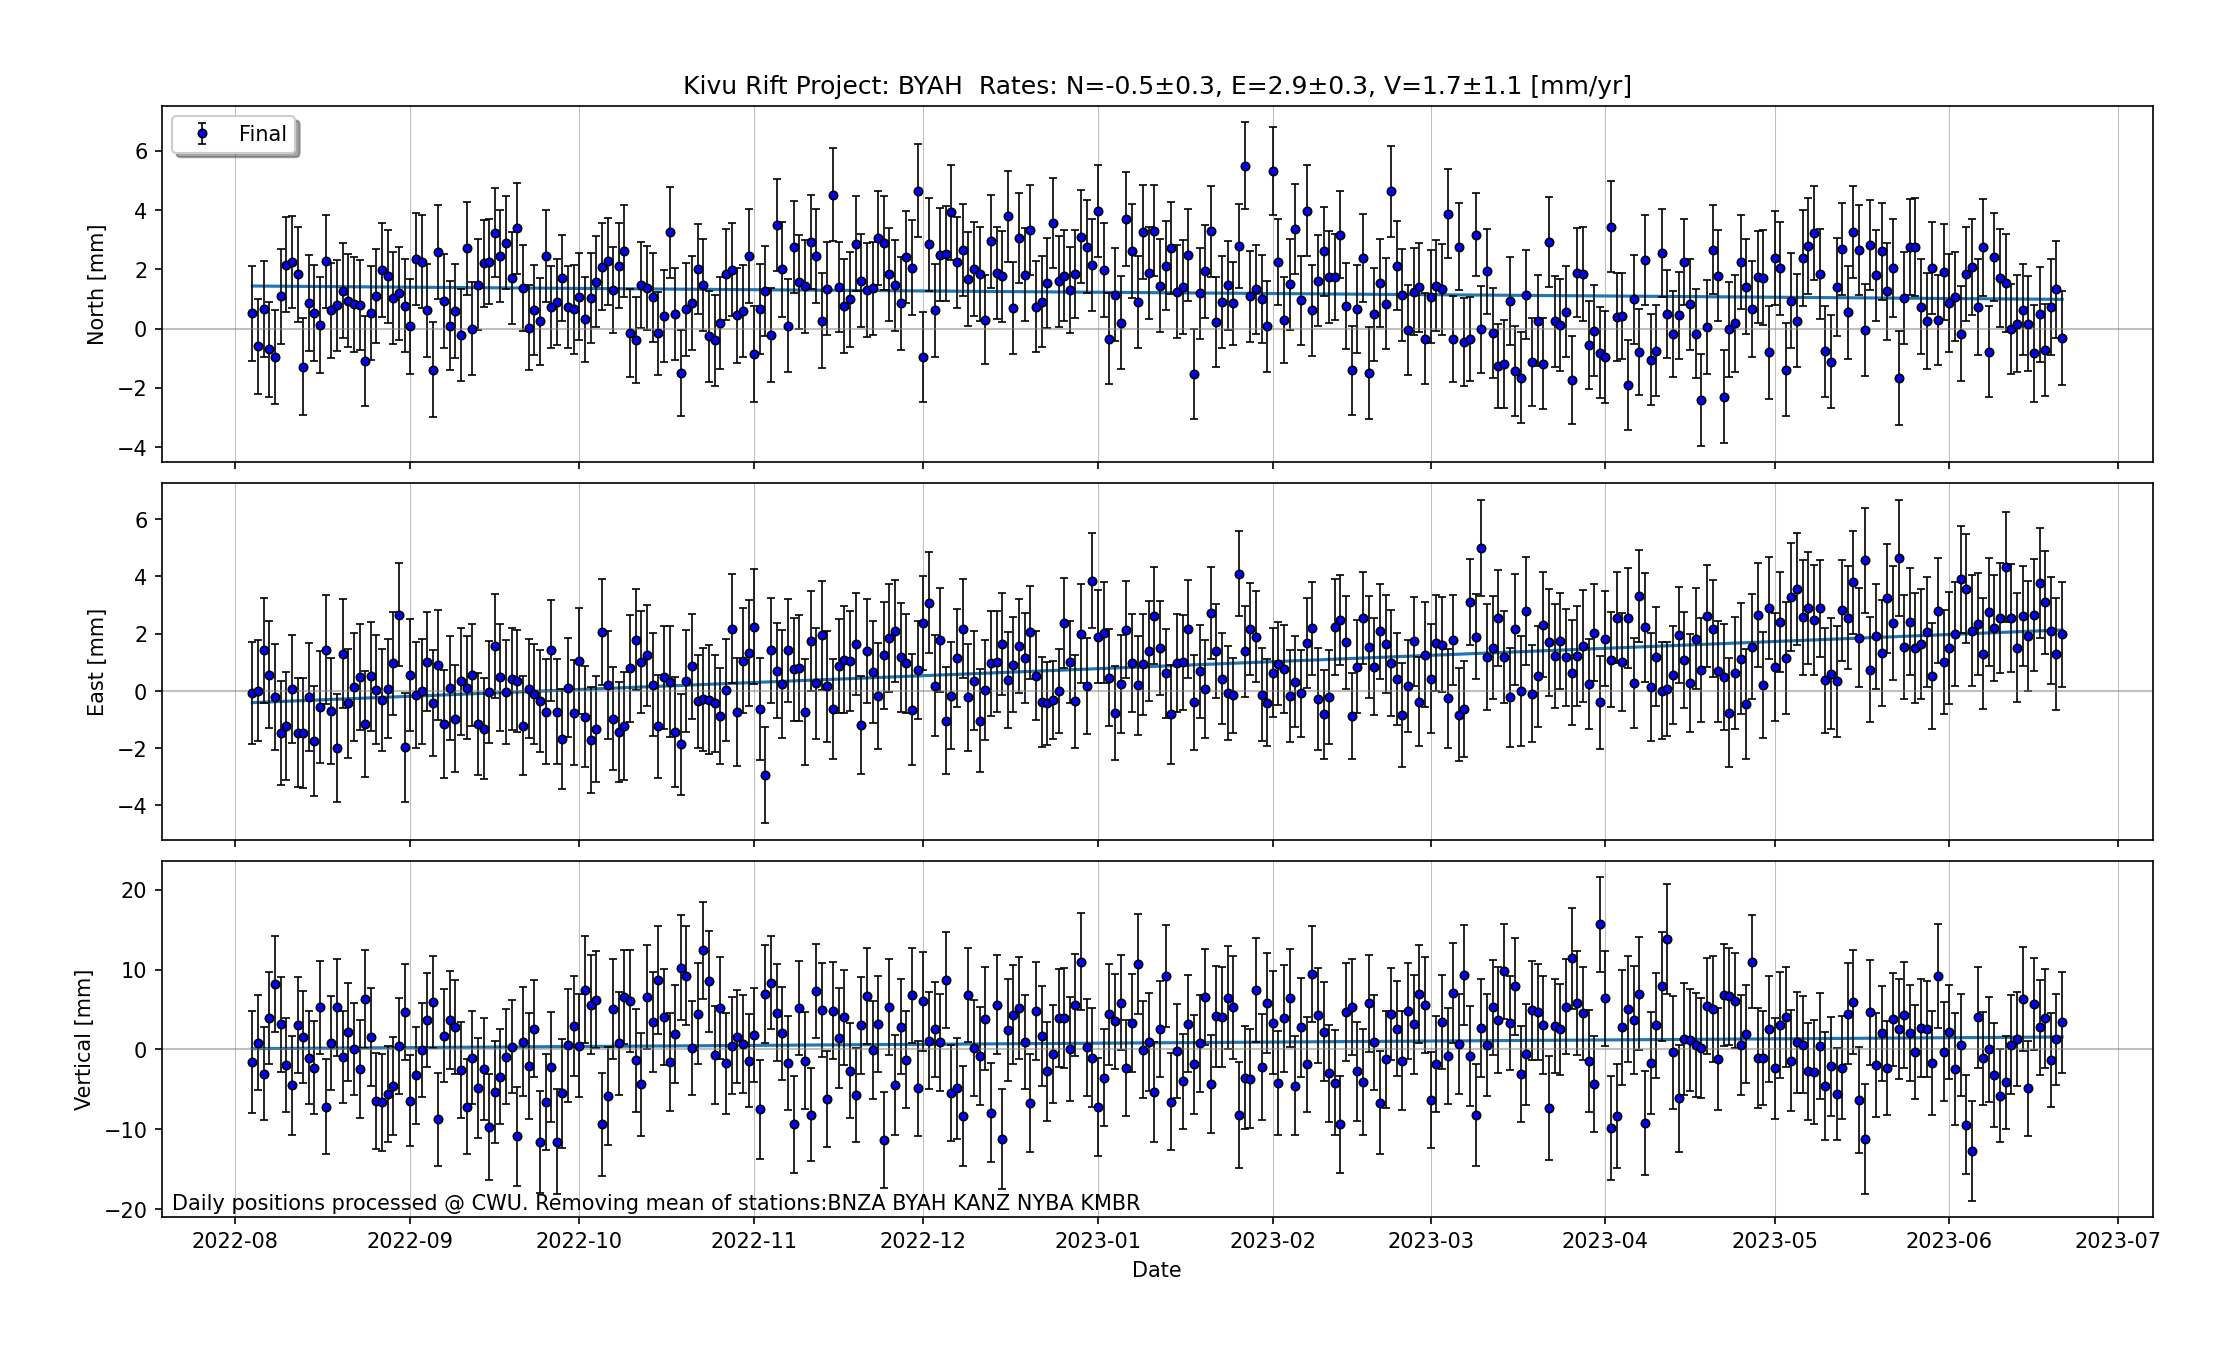 Kivu Rift Project: BYAH  Rates: N=-0.5±0.3, E=2.9±0.3, V=1.7±1.1 [mm/yr]
Final
North [mm]
6
4
2
0
−2
−4
East [mm]
6
4
2
0
−2
−4
Vertical [mm]
20
10
0
−10
−20
Daily positions processed @ CWU. Removing mean of stations:BNZA BYAH KANZ NYBA KMBR
2022-08 2022-09 2022-10 2022-11 2022-12 2023-01 2023-02 2023-03 2023-04 2023-05 2023-06 2023-07
Date